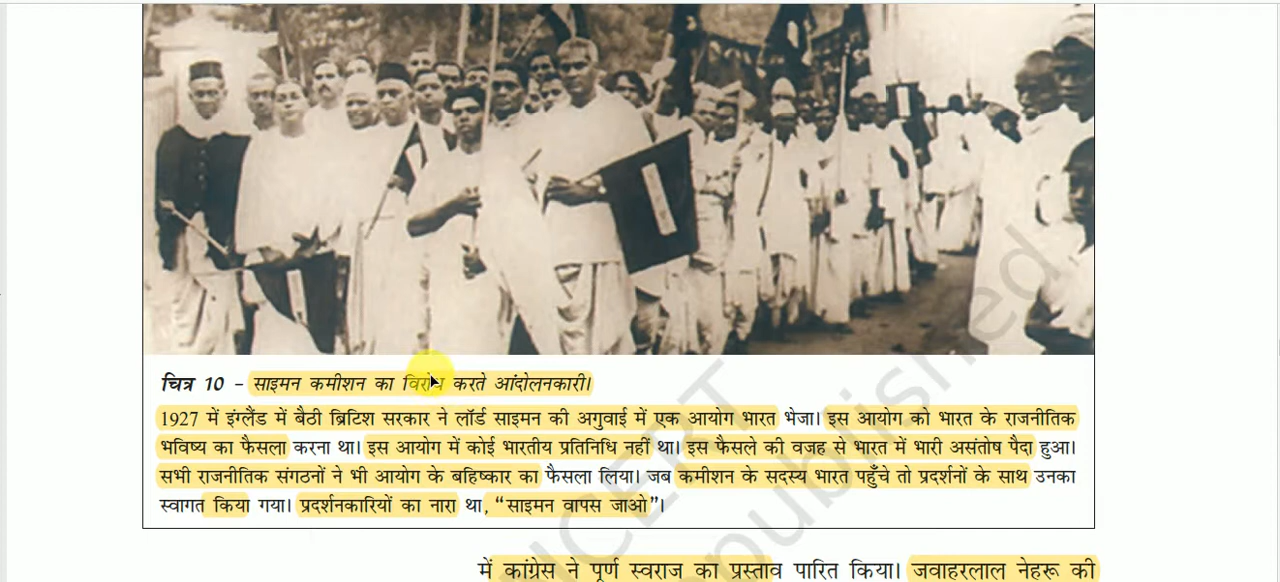 चित्र 10 – साइमन कमीशन का विरोध करते आंदोलनकारी।
1927 में इंग्लैंड में बैठी ब्रिटिश सरकार ने लॉर्ड साइमन की अगुवाई में एक आयोग भारत भेजा। इस आयोग को भारत के राजनीतिक
भविष्य का फैसला करना था। इस आयोग में कोई भारतीय प्रतिनिधि नहीं था। इस फैसले की वजह से भारत में भारी असंतोष पैदा हुआ।
सभी राजनीतिक संगठनों ने भी आयोग के बहिष्कार का फैसला लिया। जब कमीशन के सदस्य भारत पहुँचे तो प्रदर्शनों के साथ उनका
स्वागत किया गया। प्रदर्शनकारियों का नारा था, “साइमन वापस जाओ”।
में कांग्रेस ने पूर्ण स्वराज का प्रस्ताव पारित किया। जवाहरलाल नेहरू की
NCERT
published